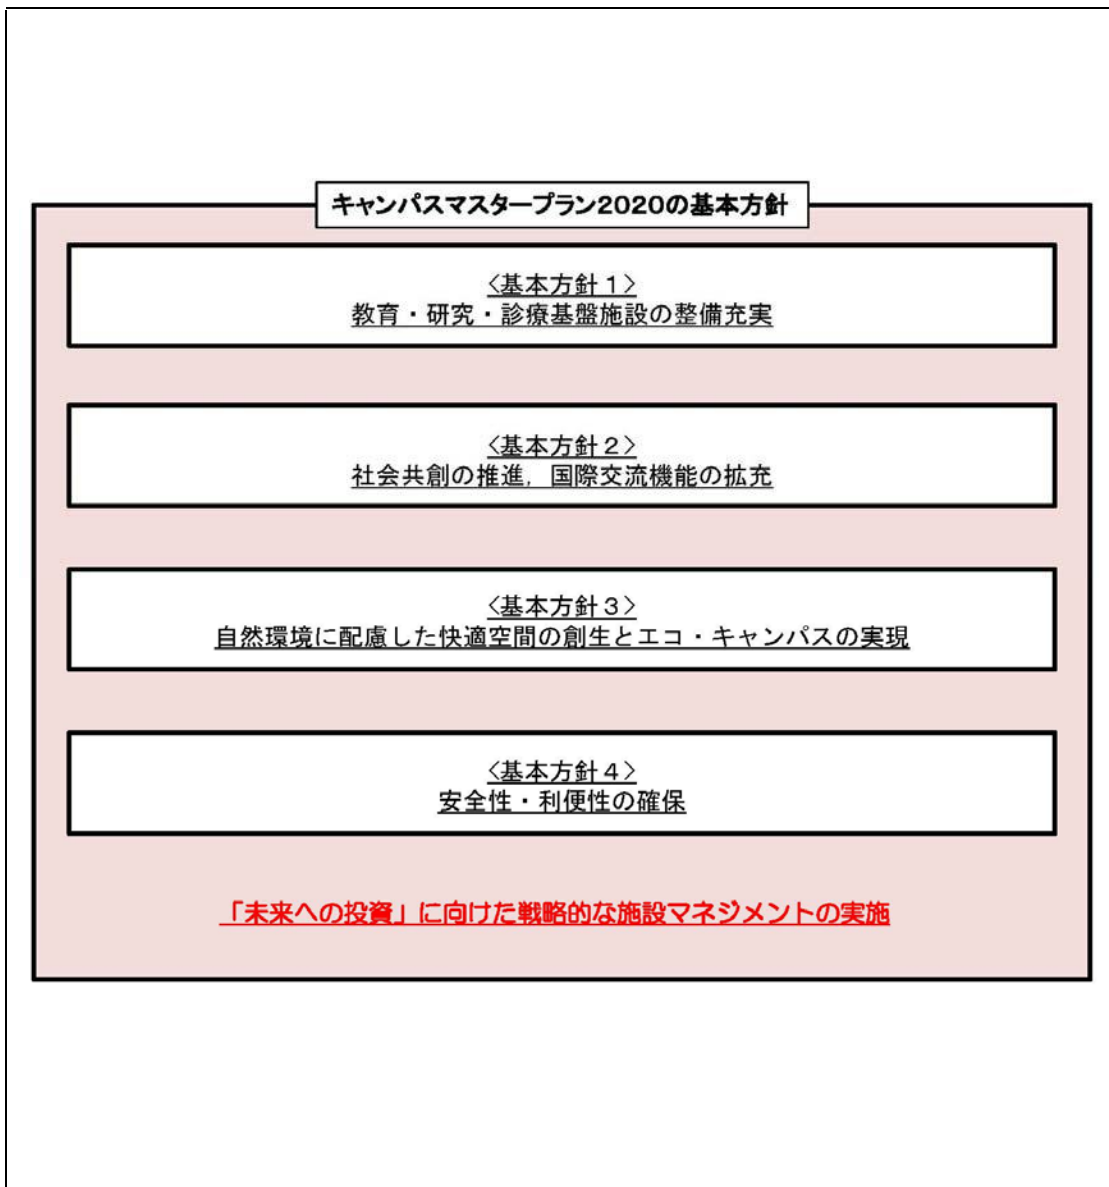 キャンパスマスタープラン2020の基本方針
〈基本方針１〉
教育・研究・診療基盤施設の整備充実
〈基本方針２〉
社会共創の推進，国際交流機能の拡充
〈基本方針３〉
自然環境に配慮した快適空間の創生とエコ・キャンパスの実現
〈基本方針４〉
安全性・利便性の確保
「未来への投資」に向けた戦略的な施設マネジメントの実施